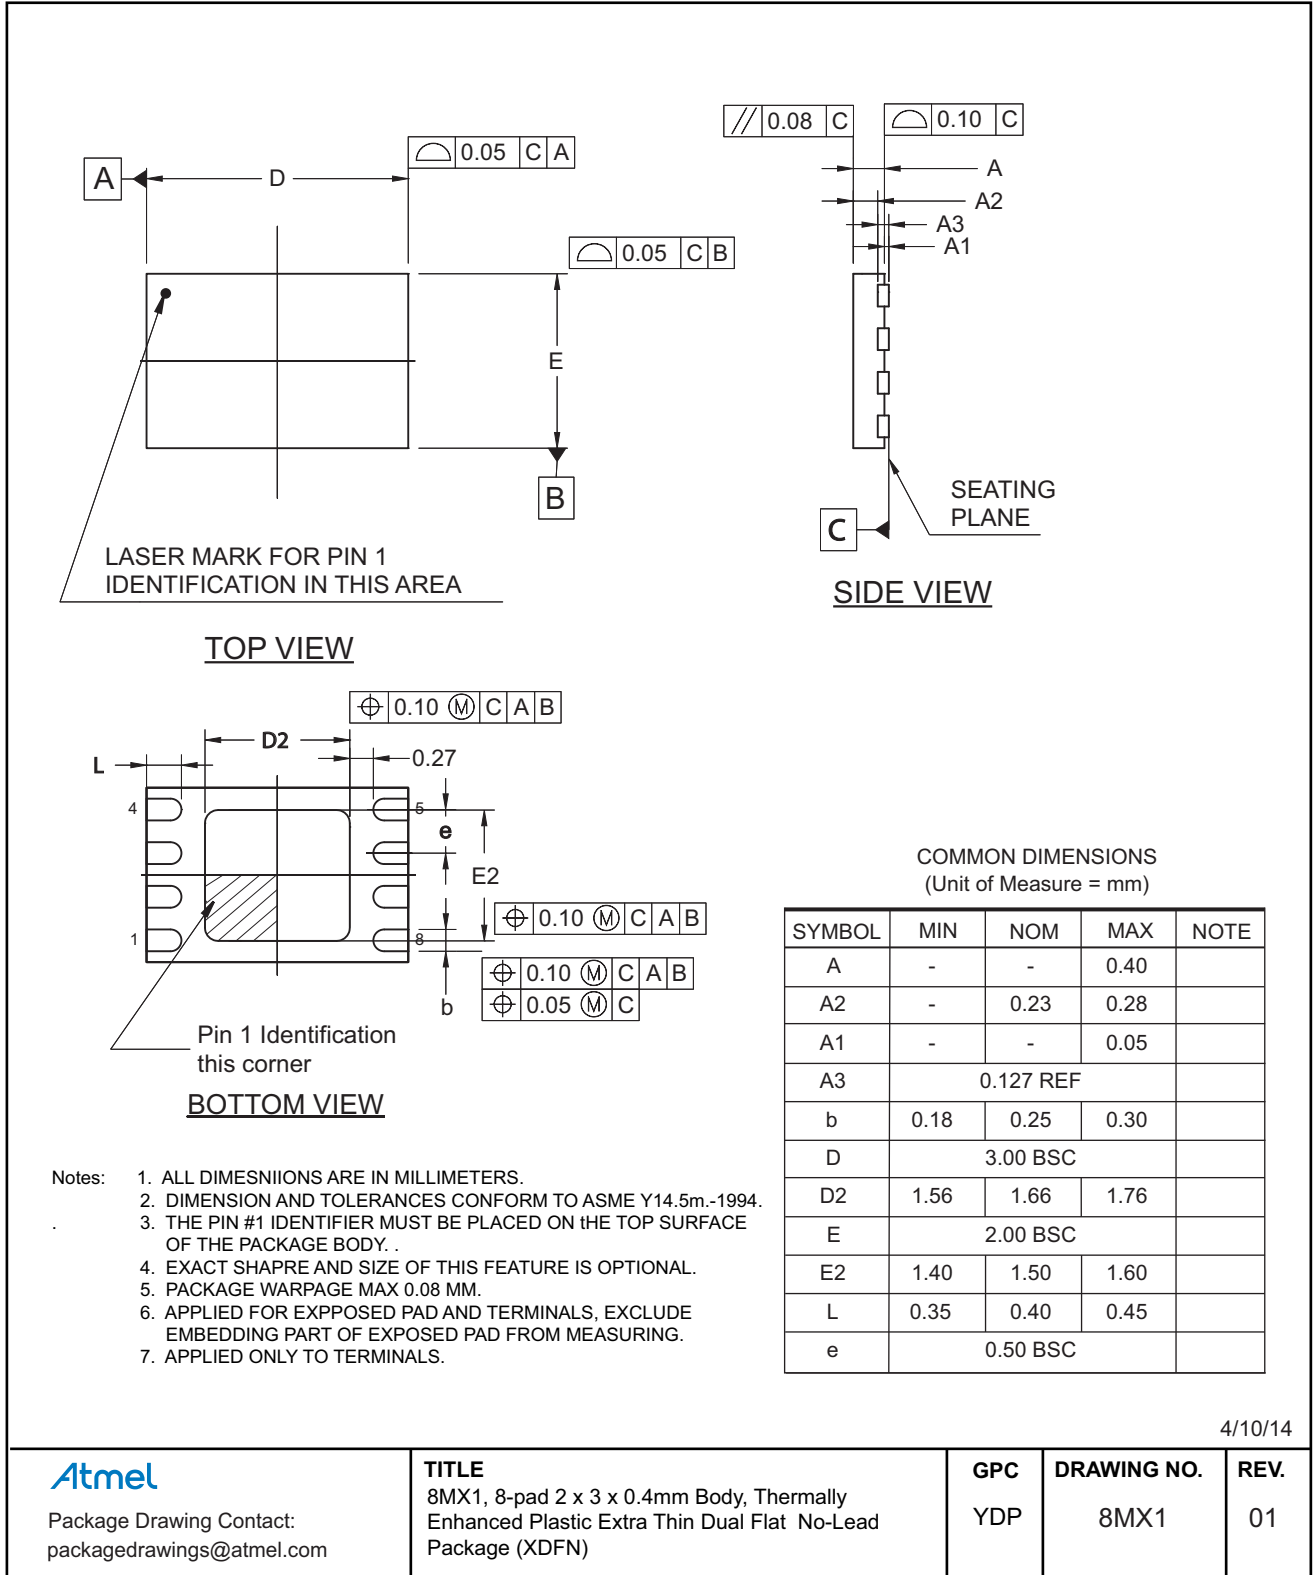 // 0.08 C
0.10 C
0.05 C A
A
D
A
A2
A3
A1
0.05 C B
E
B
SEATING
PLANE
C
LASER MARK FOR PIN 1
IDENTIFICATION IN THIS AREA
SIDE VIEW
TOP VIEW
0.10 M C A B
D2
L
0.27
4
5
e
E2
0.10 M C A B
1
8
0.10 M C A B
0.05 M C
b
Pin 1 Identification
this corner
BOTTOM VIEW
COMMON DIMENSIONS
(Unit of Measure = mm)
SYMBOL MIN NOM MAX NOTE
A - - 0.40
A2 - 0.23 0.28
A1 - - 0.05
A3 0.127 REF
b 0.18 0.25 0.30
D 3.00 BSC
D2 1.56 1.66 1.76
E 2.00 BSC
E2 1.40 1.50 1.60
L 0.35 0.40 0.45
e 0.50 BSC
Notes: 1. ALL DIMESNIIONS ARE IN MILLIMETERS.
2. DIMENSION AND TOLERANCES CONFORM TO ASME Y14.5m.-1994.
. 3. THE PIN #1 IDENTIFIER MUST BE PLACED ON tHE TOP SURFACE
OF THE PACKAGE BODY. .
4. EXACT SHAPRE AND SIZE OF THIS FEATURE IS OPTIONAL.
5. PACKAGE WARPAGE MAX 0.08 MM.
6. APPLIED FOR EXPPOSED PAD AND TERMINALS, EXCLUDE
EMBEDDING PART OF EXPOSED PAD FROM MEASURING.
7. APPLIED ONLY TO TERMINALS.
4/10/14
Atmel
Package Drawing Contact:
packagedrawings@atmel.com
TITLE
8MX1, 8-pad 2 x 3 x 0.4mm Body, Thermally
Enhanced Plastic Extra Thin Dual Flat No-Lead
Package (XDFN)
GPC
YDP
DRAWING NO.
8MX1
REV.
01